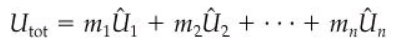 U_tot = m_1Û_1 + m_2Û_2 + · · · + m_nÛ_n